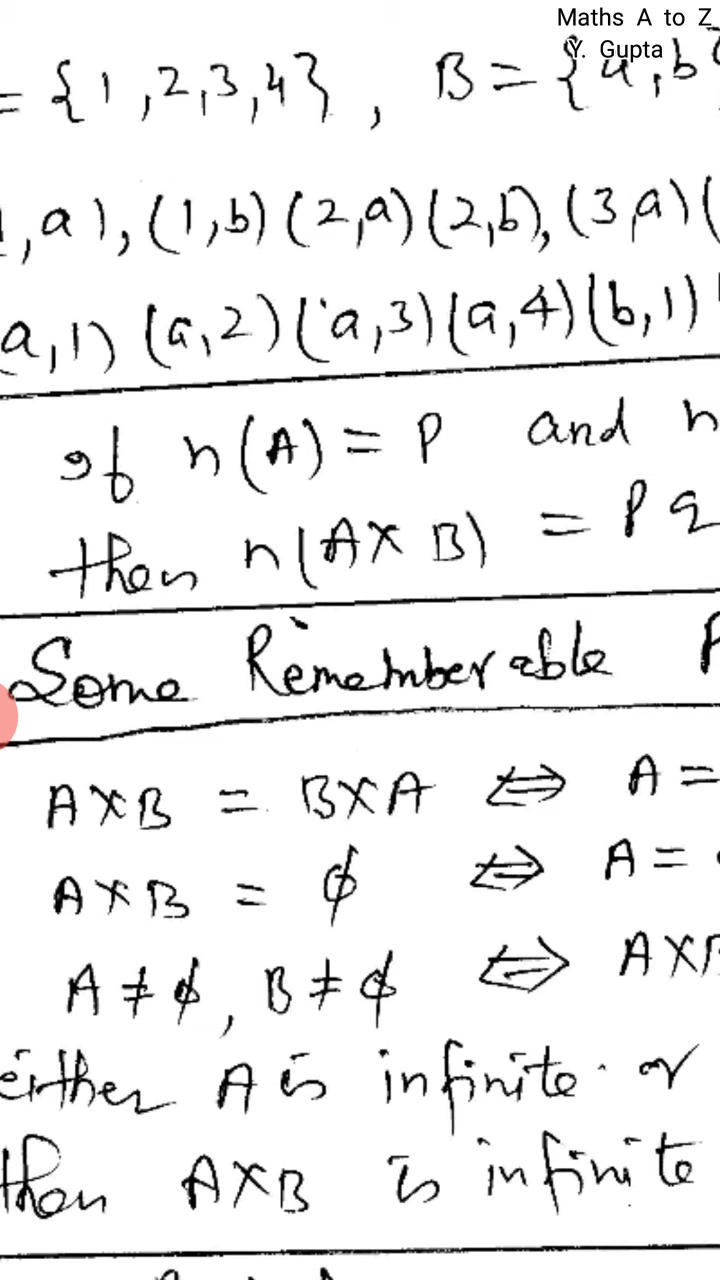 Maths A to Z
Y. Gupta
= {1,2,3,4}, B = {a,b}
1,a), (1,b) (2,a) (2,b), (3,a) (
a,1) (a,2) (a,3) (a,4) (b,1)
If n(A) = P and n
then n(A×B) = Pq
Some Rememberable P
A×B = B×A ⇔ A =
A×B = ϕ ⇔ A =
A ≠ ϕ, B ≠ ϕ ⇔ A×B
either A is infinite or
then A×B is infinite